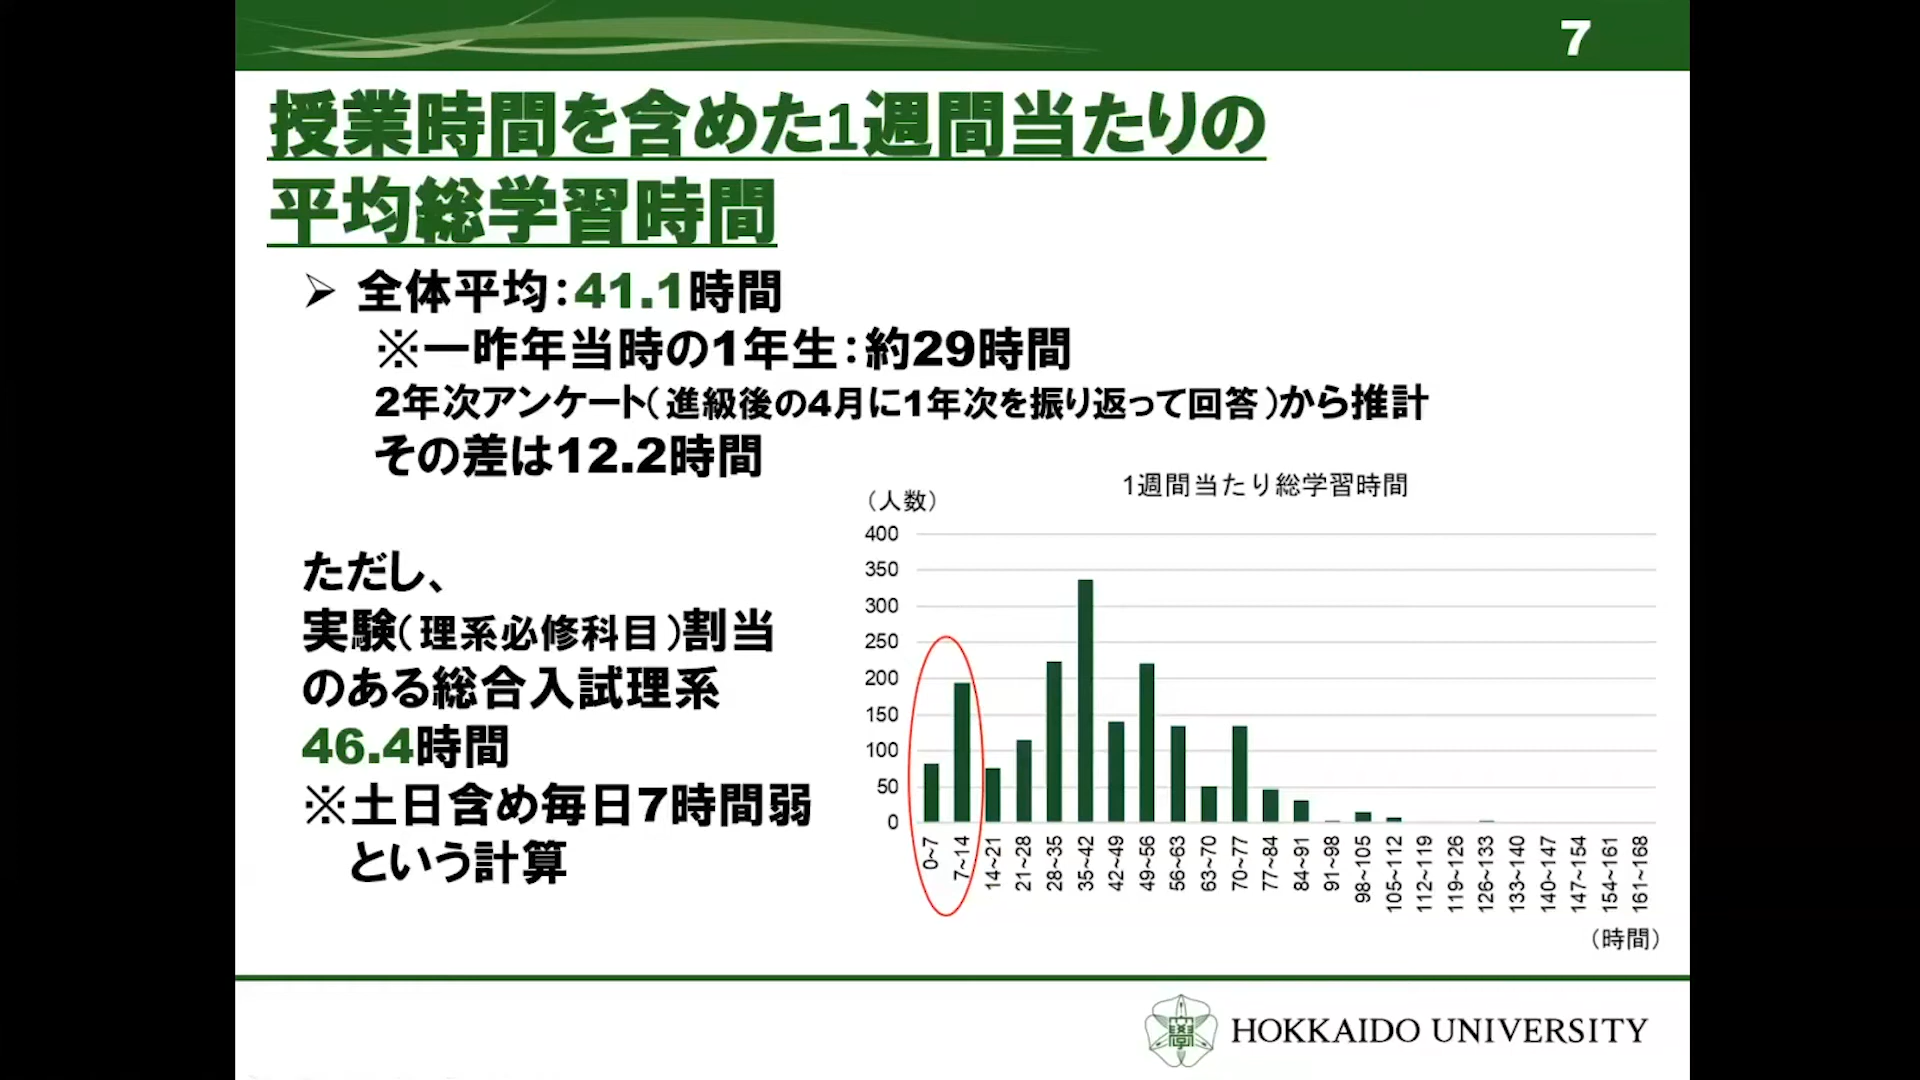 7
授業時間を含めた1週間当たりの
平均総学習時間
➢ 全体平均：41.1時間
※一昨年当時の1年生：約29時間
2年次アンケート（進級後の4月に1年次を振り返って回答）から推計
その差は12.2時間
ただし、
実験（理系必修科目）割当
のある総合入試理系
46.4時間
※土日含め毎日7時間弱
という計算
1週間当たり総学習時間
（人数）
400
350
300
250
200
150
100
50
0
0~7
7~14
14~21
21~28
28~35
35~42
42~49
49~56
56~63
63~70
70~77
77~84
84~91
91~98
98~105
105~112
112~119
119~126
126~133
133~140
140~147
147~154
154~161
161~168
（時間）
HOKKAIDO UNIVERSITY